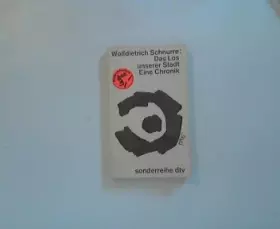 Wolfdietrich Schnurre:
Das Los
unserer Stadt
Eine Chronik
sonderreihe dtv